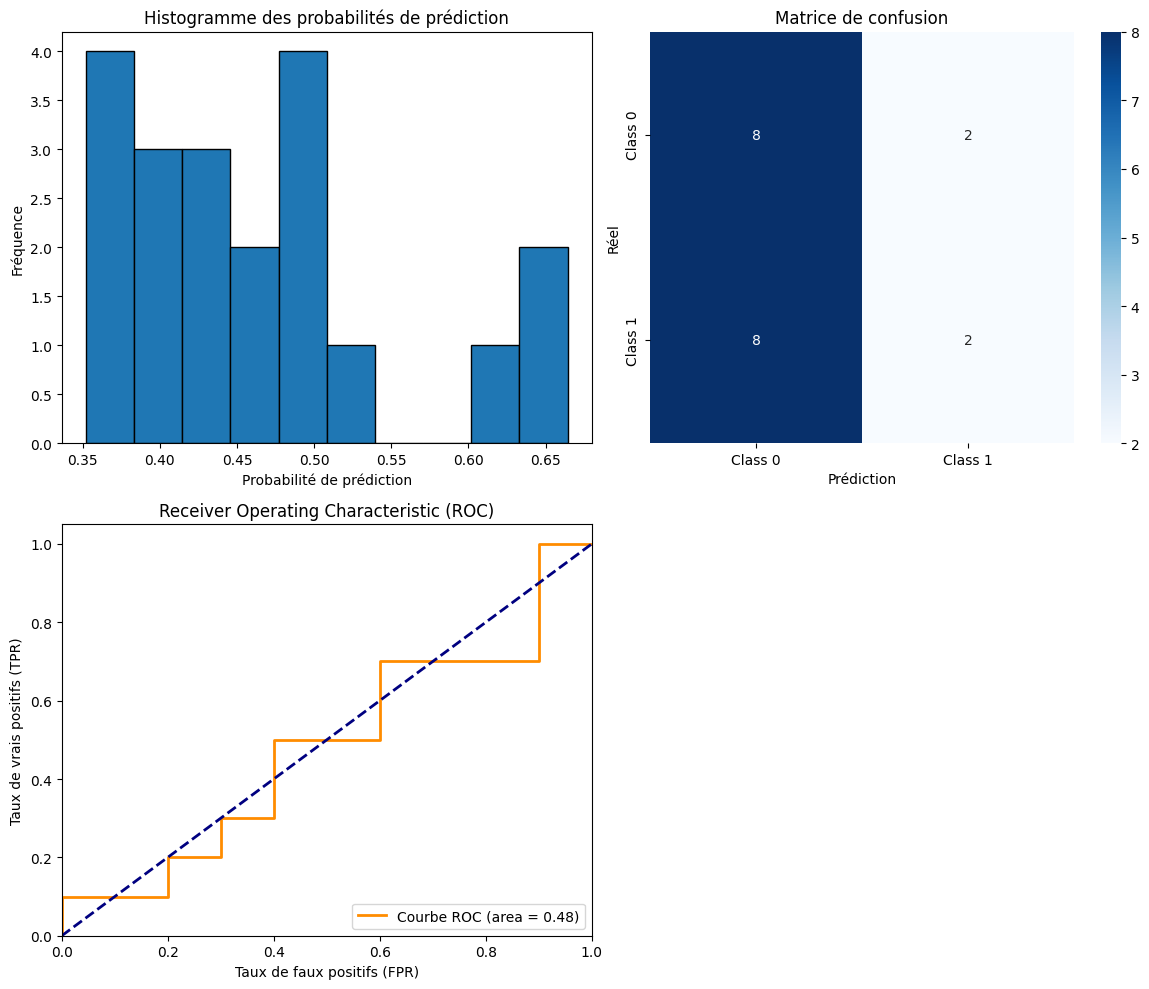 Histogramme des probabilités de prédiction
4.0
3.5
3.0
2.5
2.0
1.5
1.0
0.5
0.0
Fréquence
0.35 0.40 0.45 0.50 0.55 0.60 0.65
Probabilité de prédiction
Matrice de confusion
Réel
Class 0
Class 1
8 2
8 2
Class 0 Class 1
Prédiction
8
7
6
5
4
3
2
Receiver Operating Characteristic (ROC)
1.0
0.8
0.6
0.4
0.2
0.0
Taux de vrais positifs (TPR)
Courbe ROC (area = 0.48)
0.0 0.2 0.4 0.6 0.8 1.0
Taux de faux positifs (FPR)